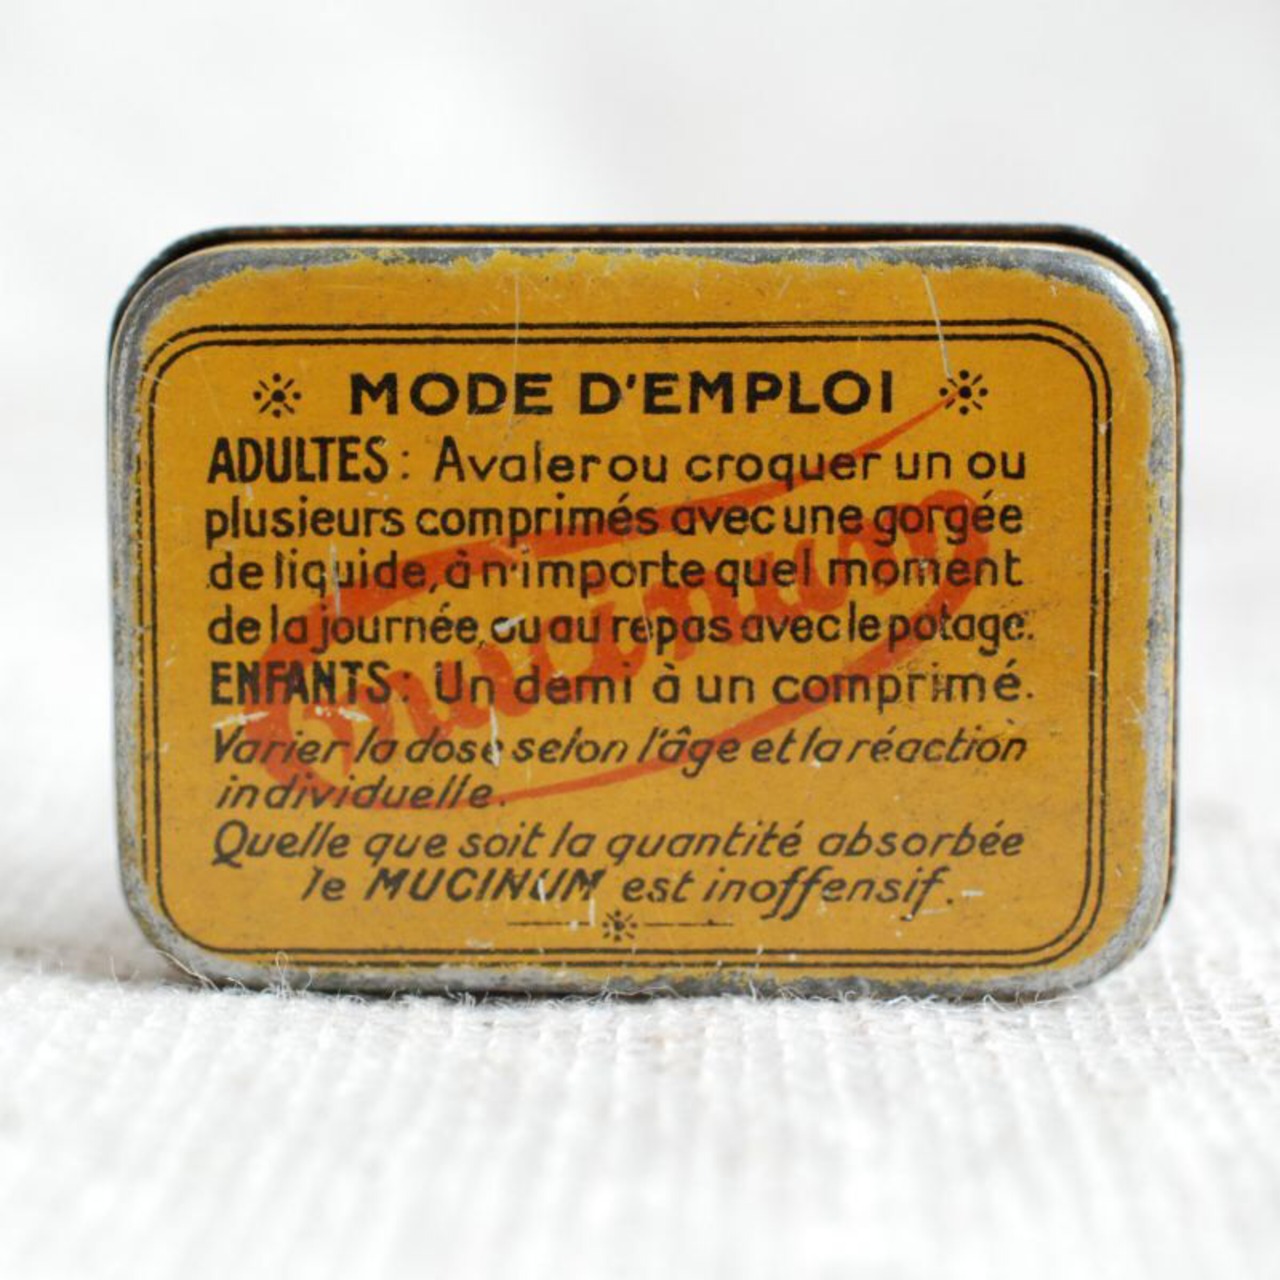 MODE D'EMPLOI
ADULTES : Avaler ou croquer un ou
plusieurs comprimés avec une gorgée
de liquide, à n'importe quel moment
de la journée, ou au repas avec le potage.
ENFANTS : Un demi à un comprimé.
Varier la dose selon l'âge et la réaction
individuelle.
Quelle que soit la quantité absorbée
le MUCINUM est inoffensif.
Mucinum